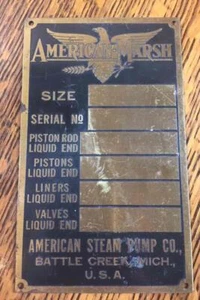 AMERICAN MARSH
SIZE
SERIAL NO
PISTON ROD
LIQUID END
PISTONS
LIQUID END
LINERS
LIQUID END
VALVES
LIQUID END
AMERICAN STEAM PUMP CO.,
BATTLE CREEK, MICH.,
U.S.A.